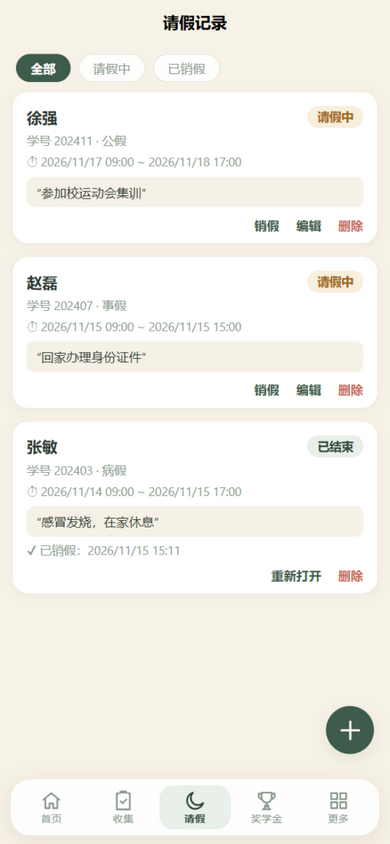 请假记录
全部 请假中 已销假
徐强 请假中
学号 202411 · 公假
2026/11/17 09:00 ~ 2026/11/18 17:00
“参加校运动会集训”
销假 编辑 删除
赵磊 请假中
学号 202407 · 事假
2026/11/15 09:00 ~ 2026/11/15 15:00
“回家办理身份证件”
销假 编辑 删除
张敏 已结束
学号 202403 · 病假
2026/11/14 09:00 ~ 2026/11/15 17:00
“感冒发烧，在家休息”
✓ 已销假：2026/11/15 15:11
重新打开 删除
首页 收集 请假 奖学金 更多